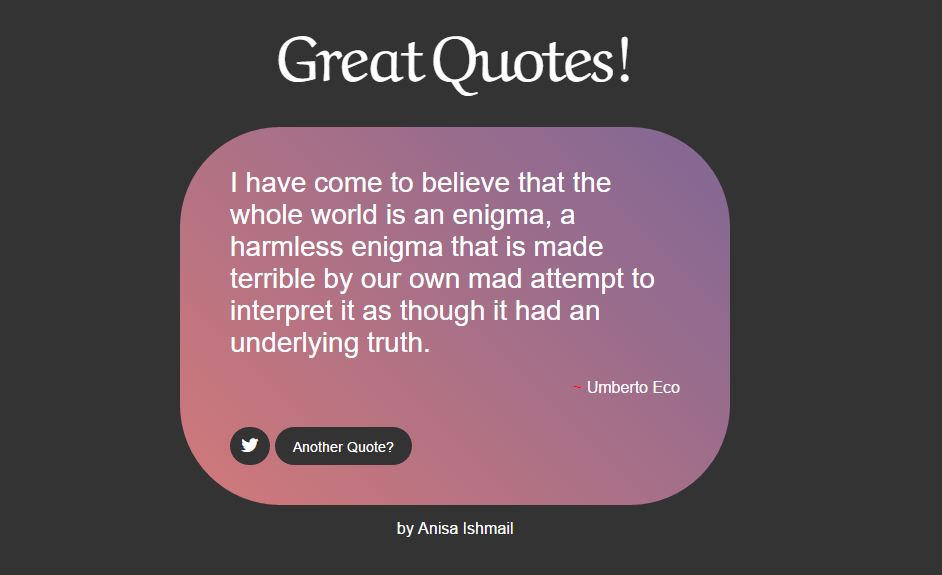 Great Quotes!
I have come to believe that the
whole world is an enigma, a
harmless enigma that is made
terrible by our own mad attempt to
interpret it as though it had an
underlying truth.
~ Umberto Eco
Another Quote?
by Anisa Ishmail